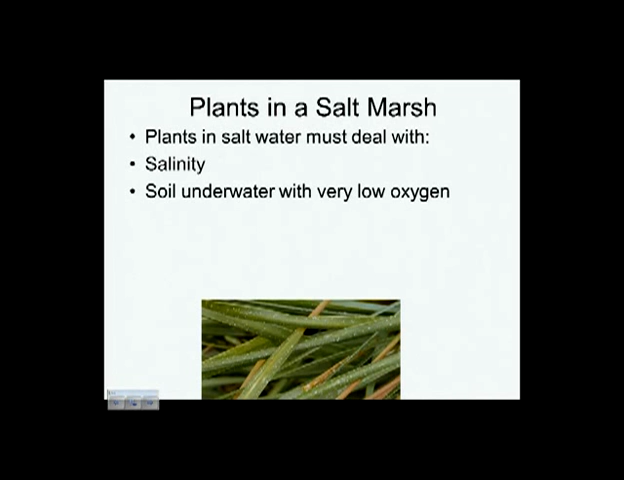 Plants in a Salt Marsh
• Plants in salt water must deal with:
• Salinity
• Soil underwater with very low oxygen